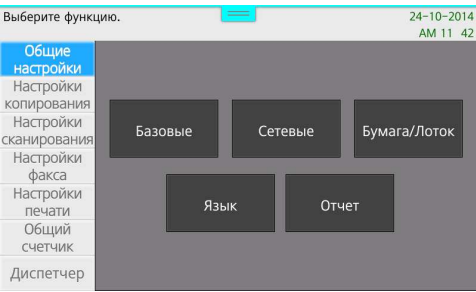 Выберите функцию.
24-10-2014
AM 11 42
Общие
настройки
Настройки
копирования
Настройки
сканирования
Настройки
факса
Настройки
печати
Общий
счетчик
Диспетчер
Базовые
Сетевые
Бумага/Лоток
Язык
Отчет